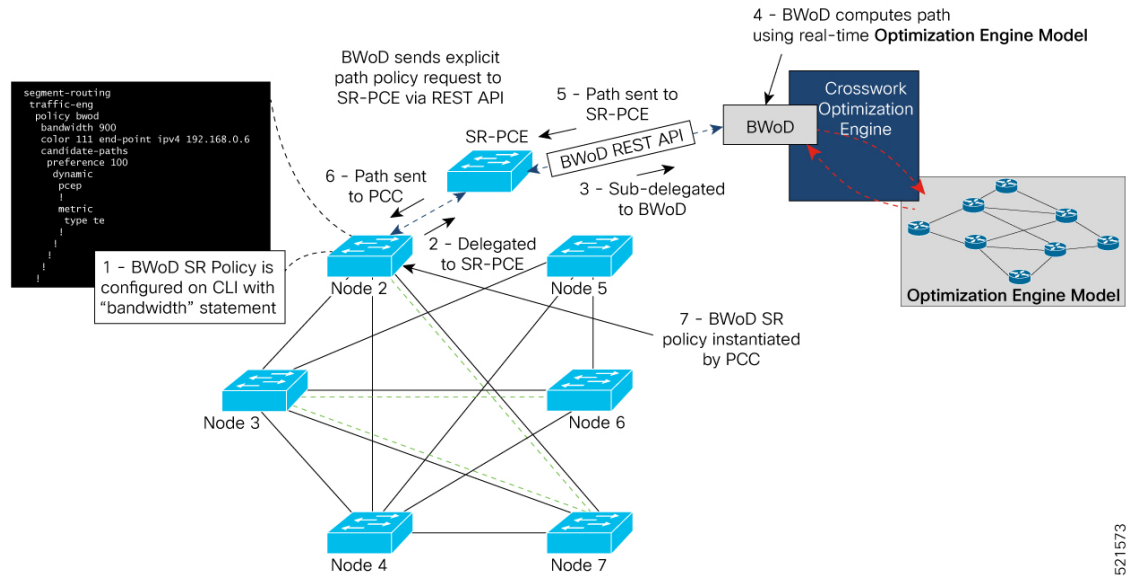 4 - BWoD computes path
using real-time Optimization Engine Model
BWoD sends explicit
path policy request to
SR-PCE via REST API
segment-routing
traffic-eng
policy bwod
bandwidth 900
color 111 end-point ipv4 192.168.0.6
candidate-paths
preference 100
dynamic
pcep
!
metric
type te
!
!
!
!
!
5 - Path sent to
SR-PCE
Crosswork
Optimization
Engine
BWoD
SR-PCE
BWoD REST API
6 - Path sent
to PCC
3 - Sub-delegated
to BWoD
2 - Delegated
to SR-PCE
1 - BWoD SR Policy is
configured on CLI with
“bandwidth” statement
Node 2
Node 5
Optimization Engine Model
7 - BWoD SR
policy instantiated
by PCC
Node 3
Node 6
Node 4
Node 7
521573